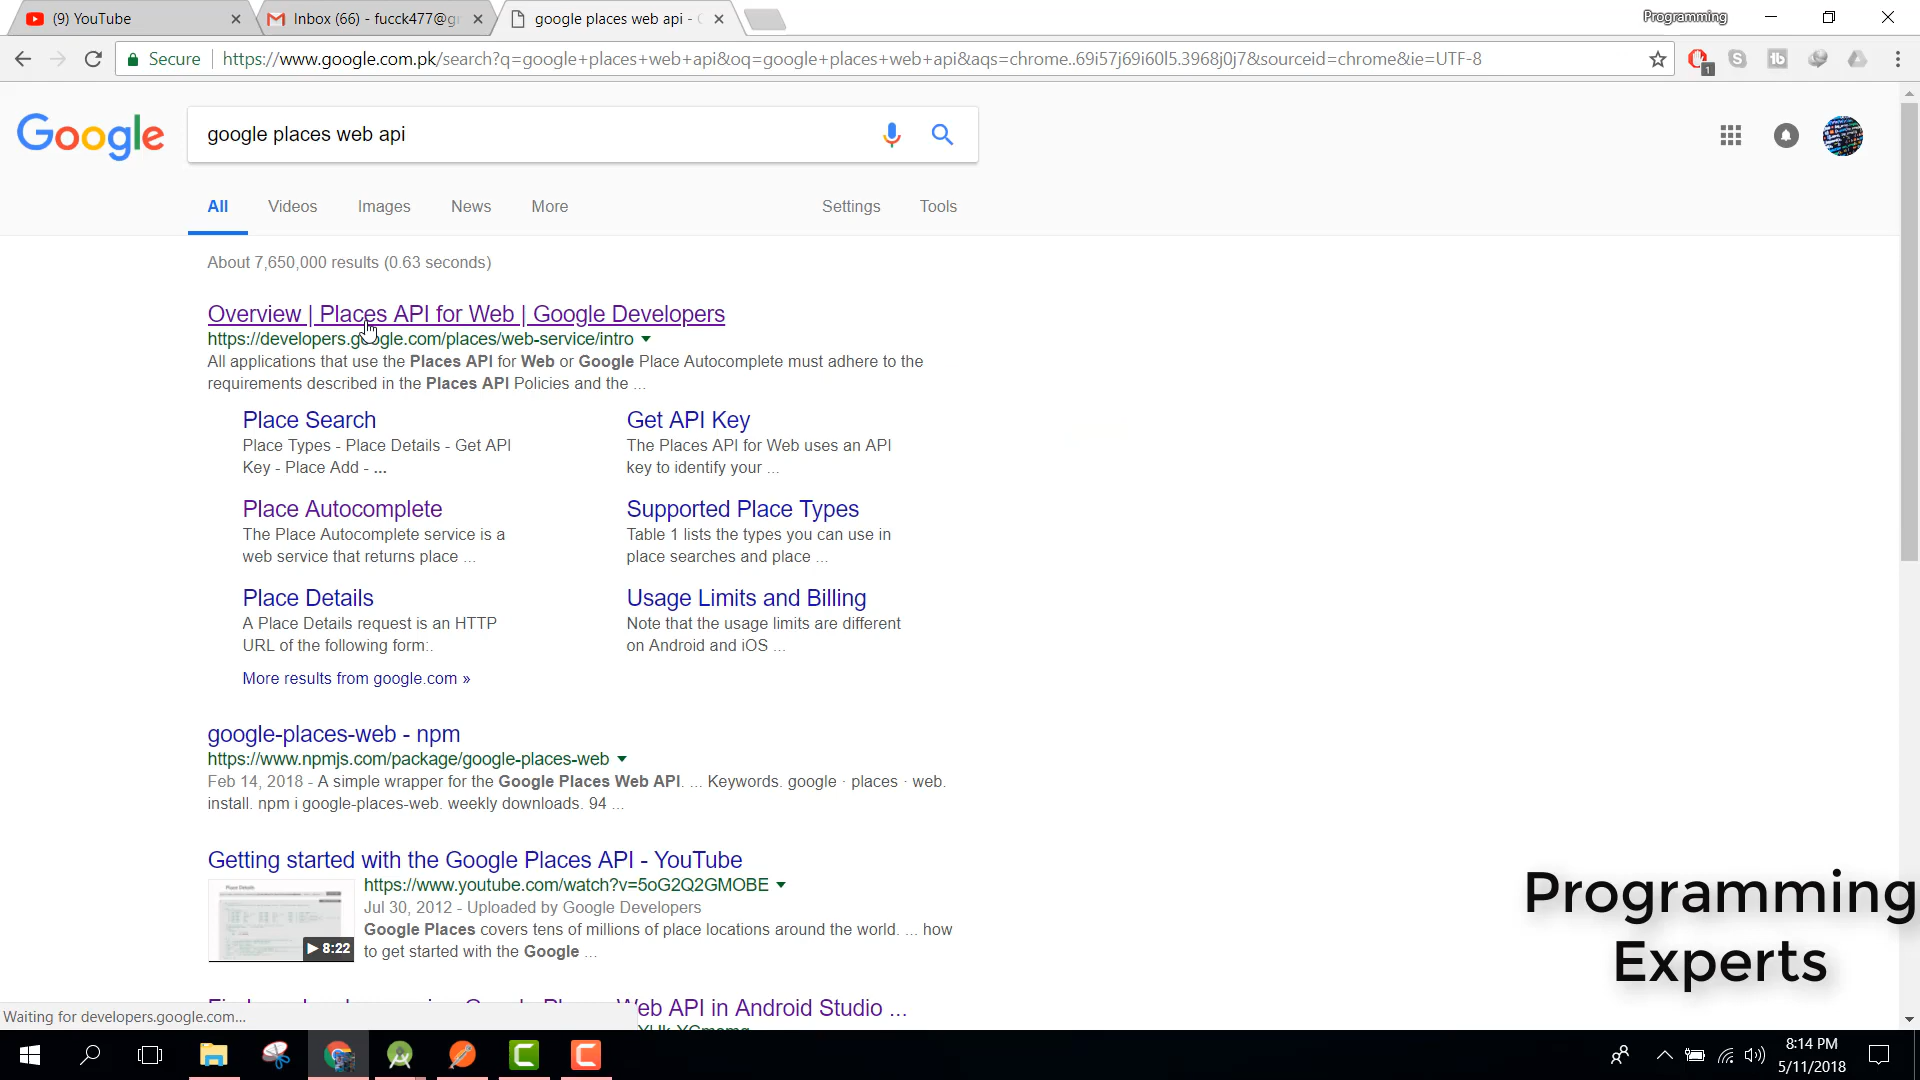 (9) YouTube
Inbox (66) - fucck477@g
google places web api -
Programming
Secure
https://www.google.com.pk/search?q=google+places+web+api&oq=google+places+web+api&aqs=chrome..69i57j69i60l5.3968j0j7&sourceid=chrome&ie=UTF-8
1
Google
google places web api
All
Videos
Images
News
More
Settings
Tools
About 7,650,000 results (0.63 seconds)
Overview | Places API for Web | Google Developers
https://developers.google.com/places/web-service/intro
All applications that use the Places API for Web or Google Place Autocomplete must adhere to the
requirements described in the Places API Policies and the ...
Place Search
Place Types - Place Details - Get API
Key - Place Add - ...
Get API Key
The Places API for Web uses an API
key to identify your ...
Place Autocomplete
The Place Autocomplete service is a
web service that returns place ...
Supported Place Types
Table 1 lists the types you can use in
place searches and place ...
Place Details
A Place Details request is an HTTP
URL of the following form:.
Usage Limits and Billing
Note that the usage limits are different
on Android and iOS ...
More results from google.com »
google-places-web - npm
https://www.npmjs.com/package/google-places-web
Feb 14, 2018 - A simple wrapper for the Google Places Web API. ... Keywords. google · places · web.
install. npm i google-places-web. weekly downloads. 94 ...
Getting started with the Google Places API - YouTube
https://www.youtube.com/watch?v=5oG2Q2GMOBE
Jul 30, 2012 - Uploaded by Google Developers
Google Places covers tens of millions of place locations around the world. ... how
to get started with the Google ...
8:22
Web API in Android Studio ...
Waiting for developers.google.com...
Programming
Experts
8:14 PM
5/11/2018